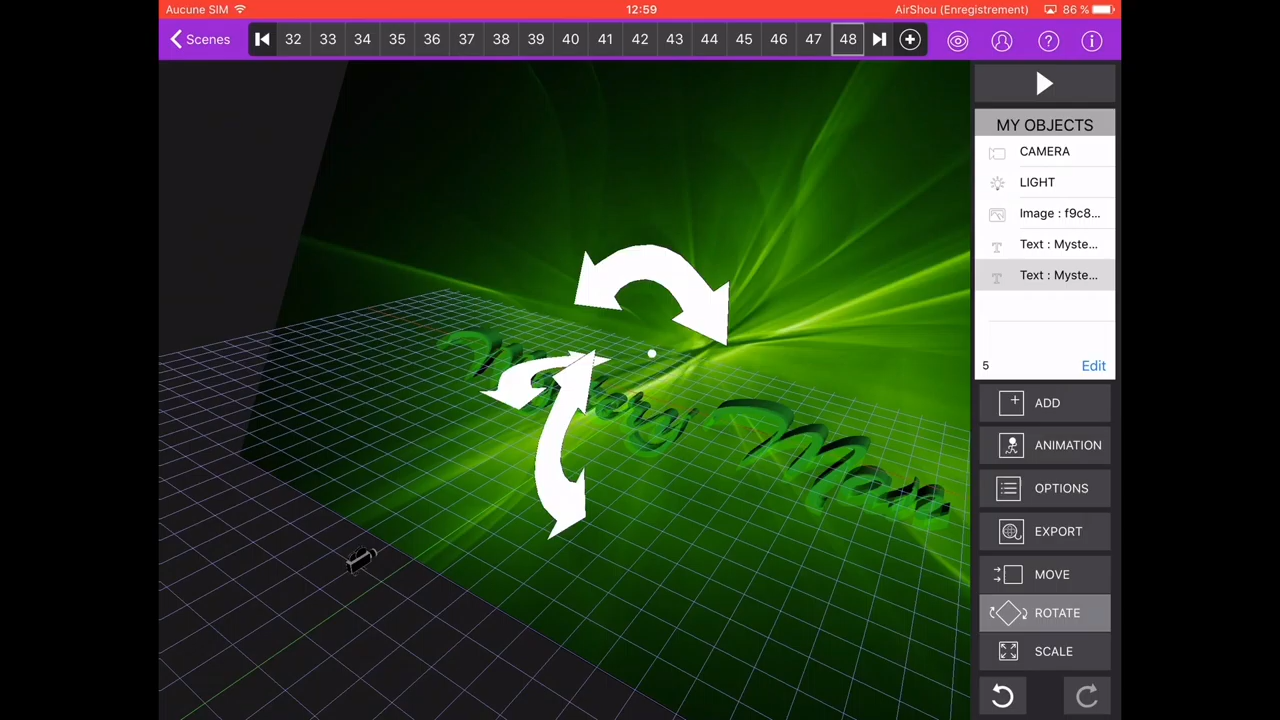 Aucune SIM 12:59 AirShou (Enregistrement) 86 %
Scenes 32 33 34 35 36 37 38 39 40 41 42 43 44 45 46 47 48 ? i
MY OBJECTS
CAMERA
LIGHT
Image : f9c8...
Text : Myste...
Text : Myste...
5 Edit
ADD
ANIMATION
OPTIONS
EXPORT
MOVE
ROTATE
SCALE